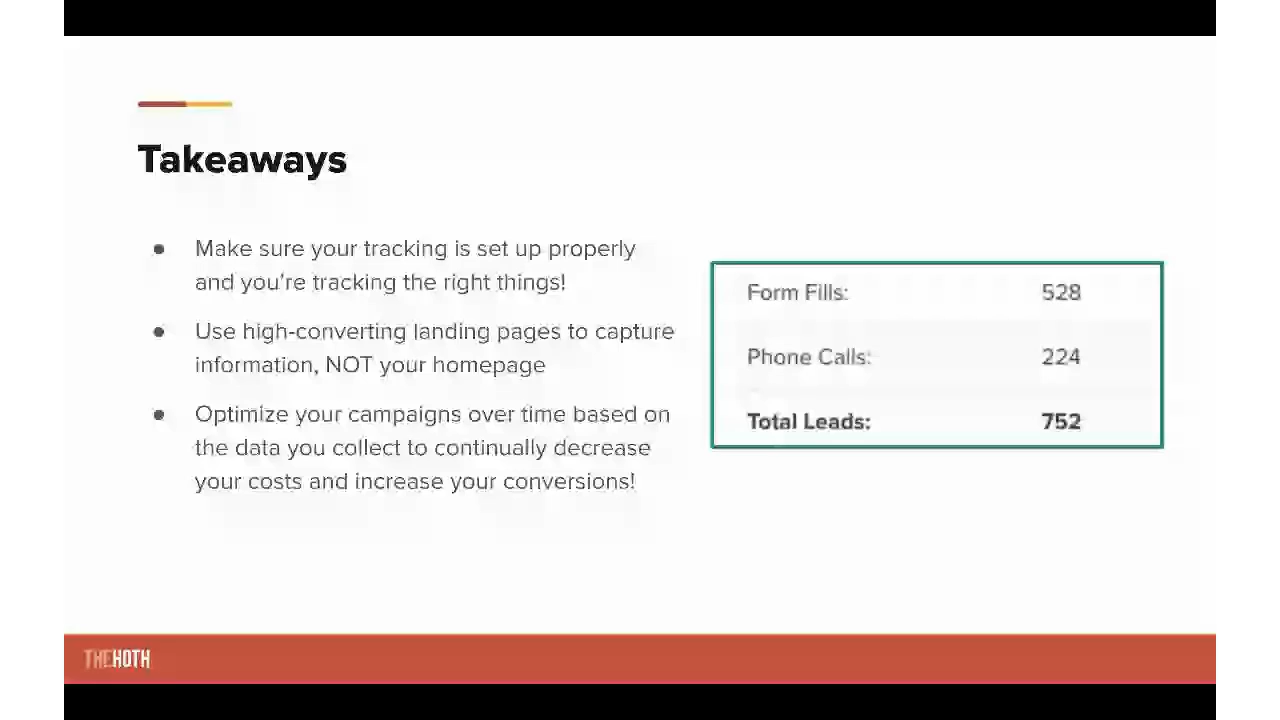 Takeaways
● Make sure your tracking is set up properly
and you're tracking the right things!
● Use high-converting landing pages to capture
information, NOT your homepage
● Optimize your campaigns over time based on
the data you collect to continually decrease
your costs and increase your conversions!
Form Fills: 528
Phone Calls: 224
Total Leads: 752
THEHOTH